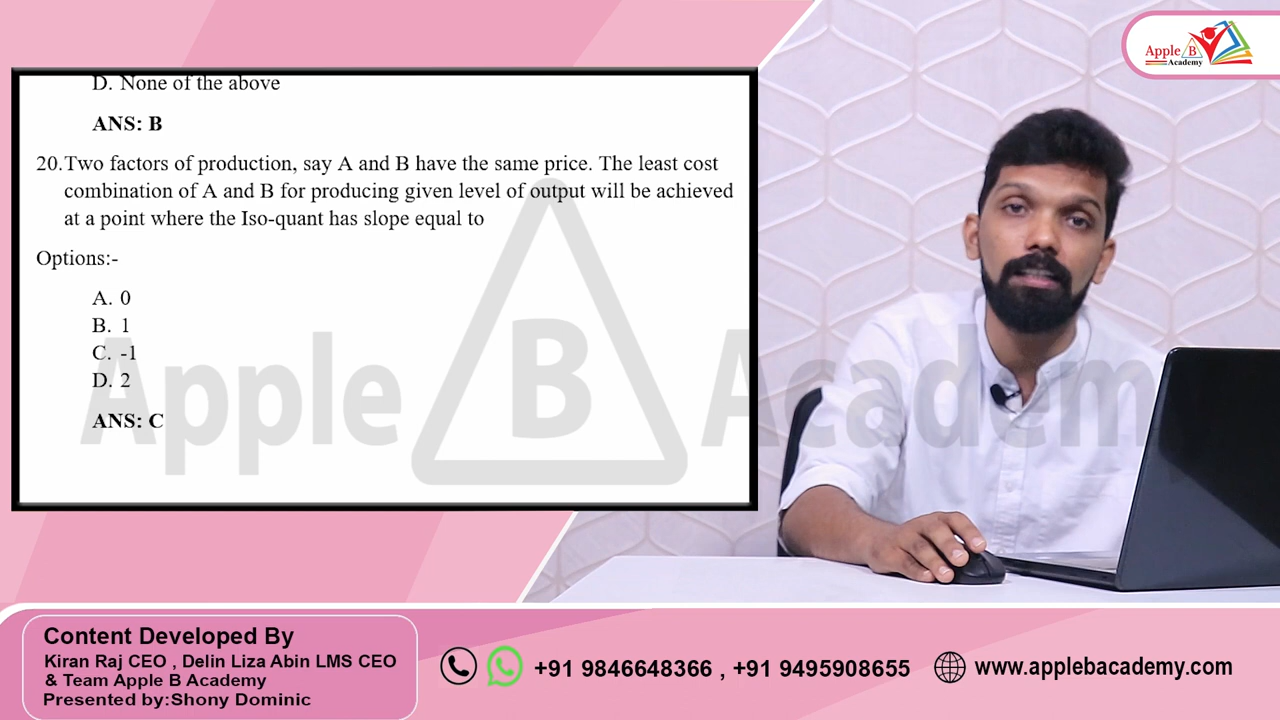 Apple B
Academy
D. None of the above
ANS: B
20.Two factors of production, say A and B have the same price. The least cost
combination of A and B for producing given level of output will be achieved
at a point where the Iso-quant has slope equal to
Options:-
A. 0
B. 1
C. -1
D. 2
ANS: C
Apple B Academy
Content Developed By
Kiran Raj CEO , Delin Liza Abin LMS CEO
& Team Apple B Academy
Presented by:Shony Dominic
+91 9846648366 , +91 9495908655
www.applebacademy.com